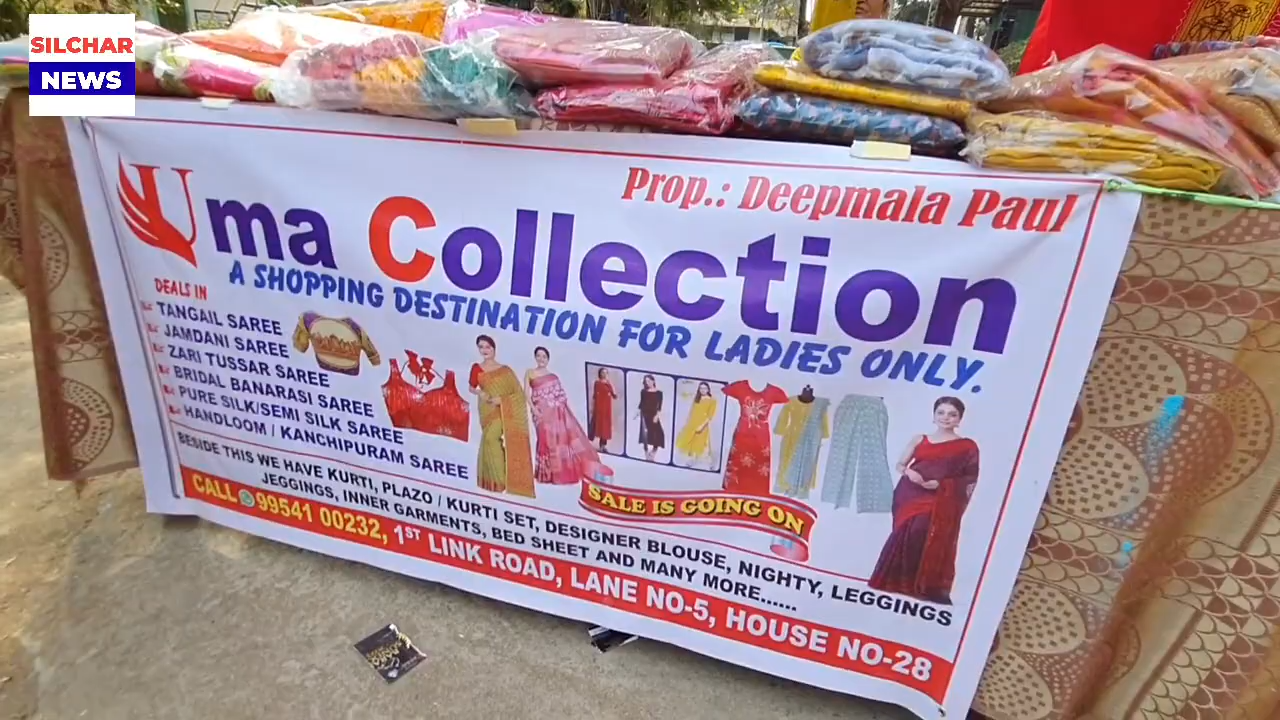 SILCHAR
NEWS
Prop.: Deepmala Paul
Uma Collection
A SHOPPING DESTINATION FOR LADIES ONLY.
DEALS IN
TANGAIL SAREE
JAMDANI SAREE
ZARI TUSSAR SAREE
BRIDAL BANARASI SAREE
PURE SILK/SEMI SILK SAREE
HANDLOOM / KANCHIPURAM SAREE
SALE IS GOING ON
BESIDE THIS WE HAVE KURTI, PLAZO / KURTI SET, DESIGNER BLOUSE, NIGHTY, LEGGINGS
JEGGINGS, INNER GARMENTS, BED SHEET AND MANY MORE......
CALL 99541 00232, 1ST LINK ROAD, LANE NO-5, HOUSE NO-28